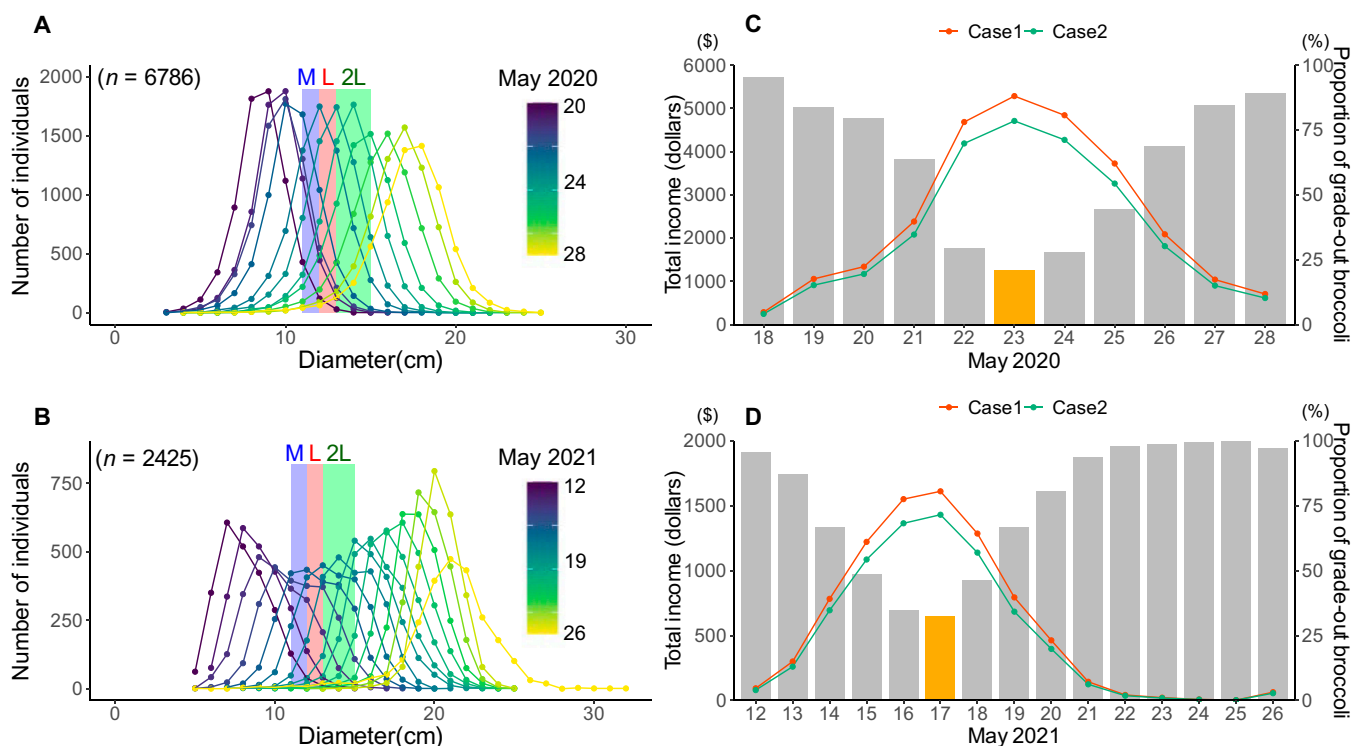 A
(n = 6786)
M L 2L
May 2020
20
24
28
Number of individuals
2000
1500
1000
500
0
0 10 20 30
Diameter(cm)
C
Case1 Case2
($)
(%)
Total income (dollars)
6000
5000
4000
3000
2000
1000
0
Proportion of grade-out broccoli
100
75
50
25
0
18 19 20 21 22 23 24 25 26 27 28
May 2020
B
(n = 2425)
M L 2L
May 2021
12
19
26
Number of individuals
750
500
250
0
0 10 20 30
Diameter(cm)
D
Case1 Case2
($)
(%)
Total income (dollars)
2000
1500
1000
500
0
Proportion of grade-out broccoli
100
75
50
25
0
12 13 14 15 16 17 18 19 20 21 22 23 24 25 26
May 2021